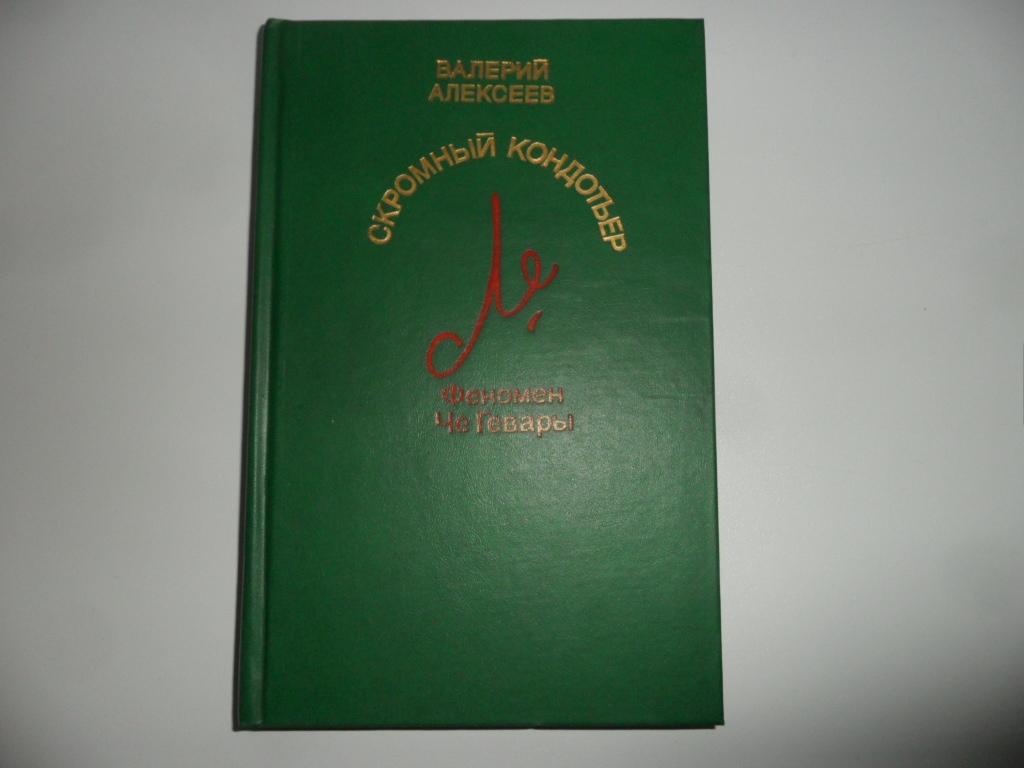 ВАЛЕРИЙ
АЛЕКСЕЕВ
СКРОМНЫЙ КОНДОТЬЕР
Феномен
Че Гевары